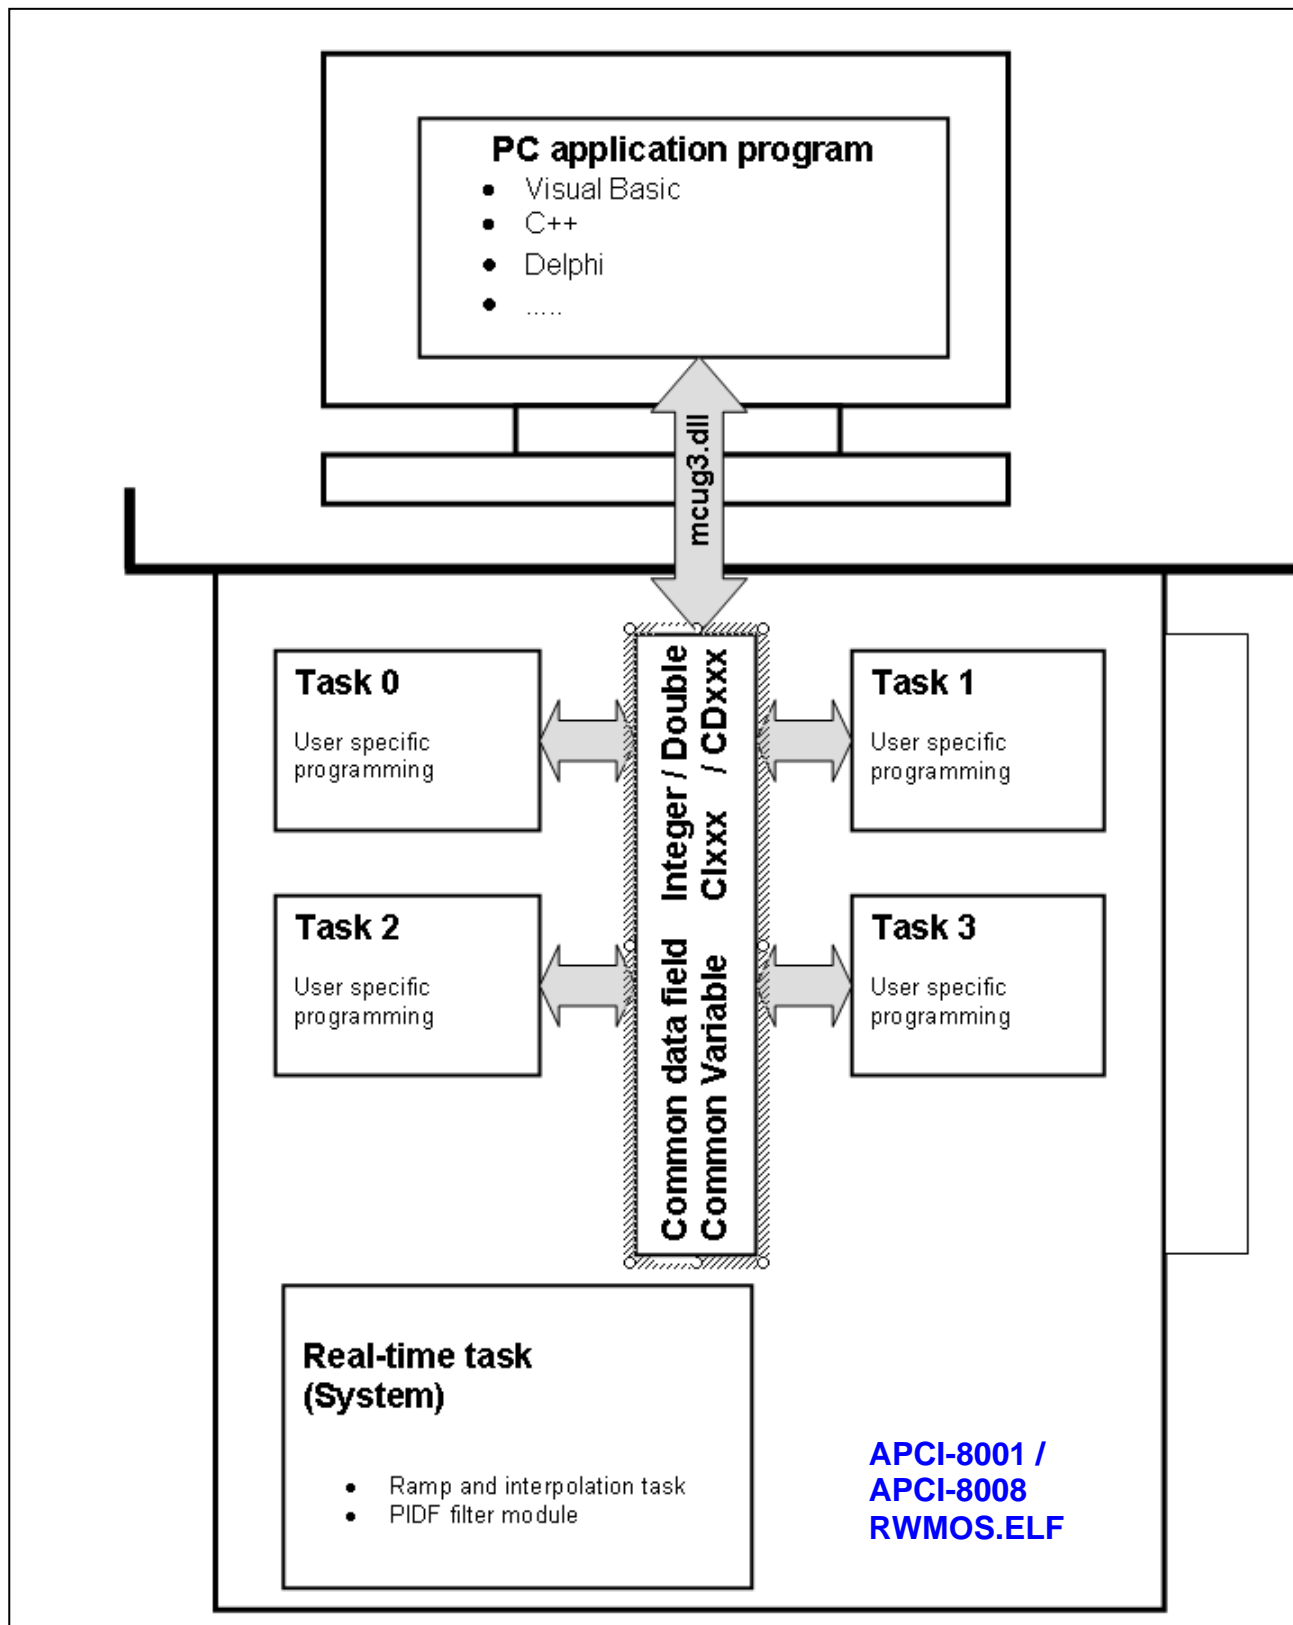 PC application program
• Visual Basic
• C++
• Delphi
• .....
mcug3.dll
Task 0
User specific
programming
Task 1
User specific
programming
Common data field Integer / Double
Common Variable CIxxx / CDxxx
Task 2
User specific
programming
Task 3
User specific
programming
Real-time task
(System)
• Ramp and interpolation task
• PIDF filter module
APCI-8001 /
APCI-8008
RWMOS.ELF